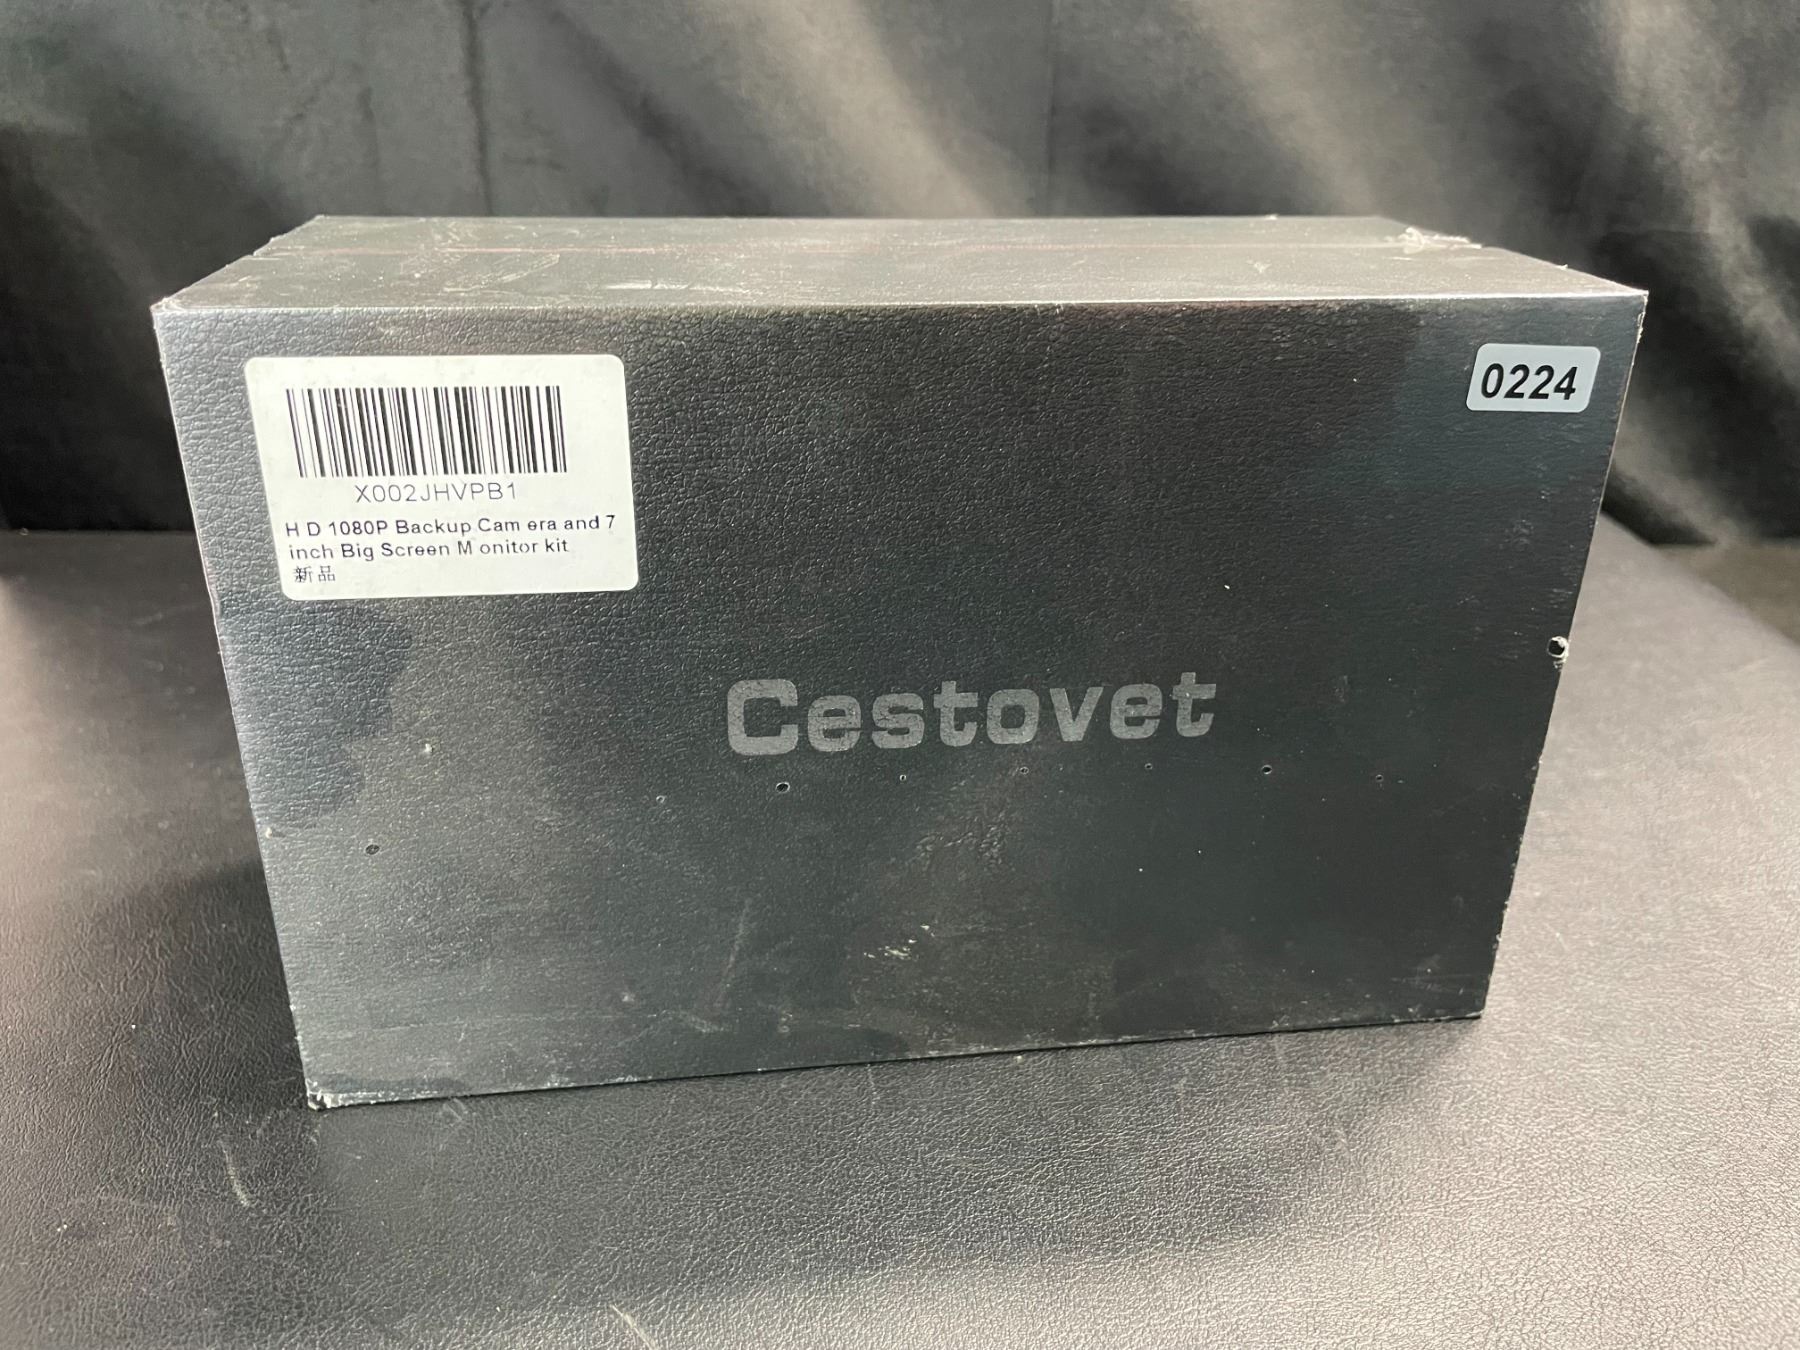 0224
X002JHVPB1
H D 1080P Backup Cam era and 7
inch Big Screen M onitor kit
新品
Cestovet